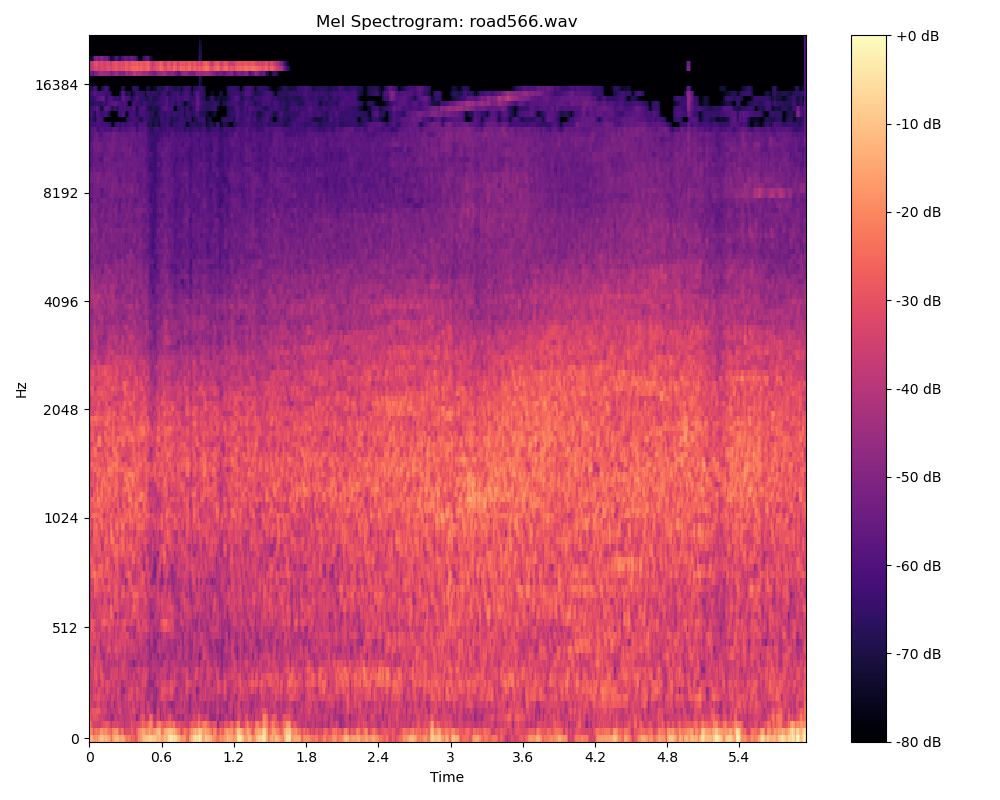 Mel Spectrogram: road566.wav
Hz
16384
8192
4096
2048
1024
512
0
0 0.6 1.2 1.8 2.4 3 3.6 4.2 4.8 5.4
Time
+0 dB
-10 dB
-20 dB
-30 dB
-40 dB
-50 dB
-60 dB
-70 dB
-80 dB